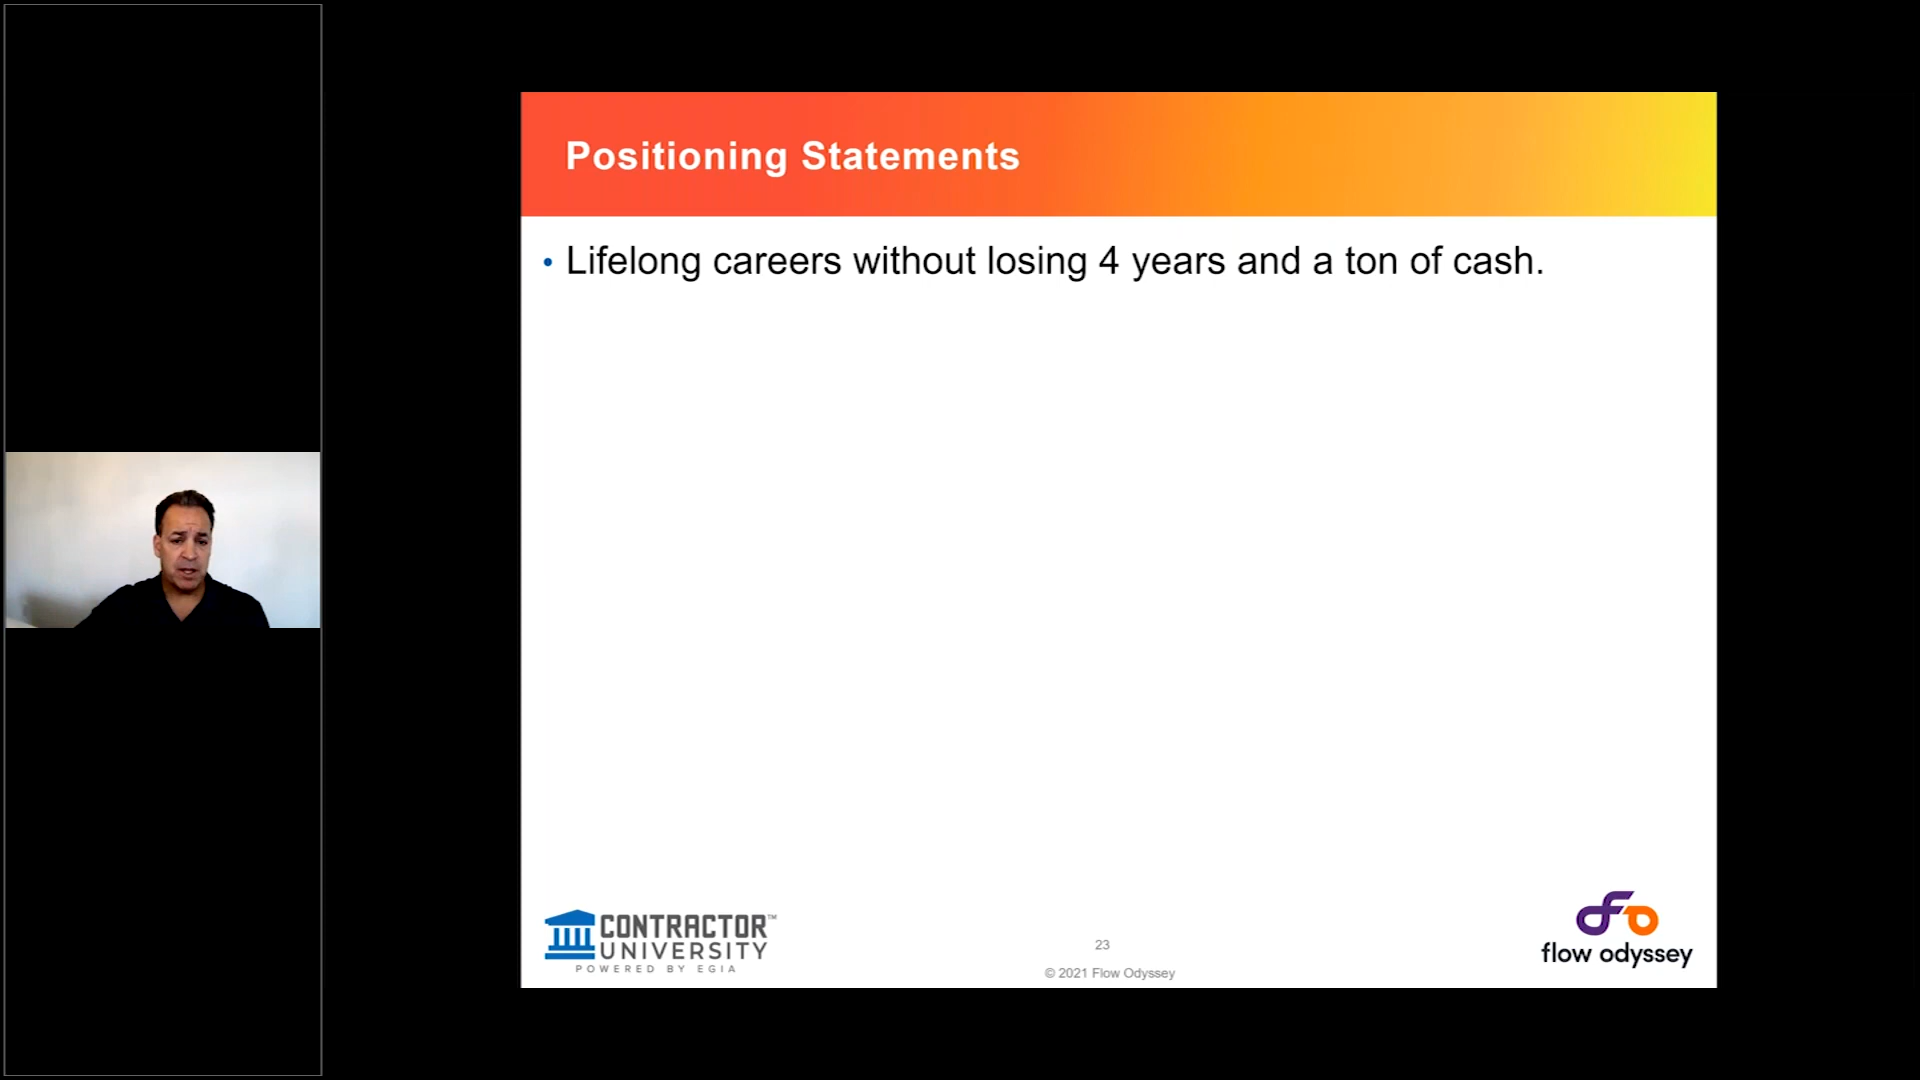 Positioning Statements
• Lifelong careers without losing 4 years and a ton of cash.
CONTRACTOR™
UNIVERSITY
POWERED BY EGIA
23
© 2021 Flow Odyssey
flow odyssey